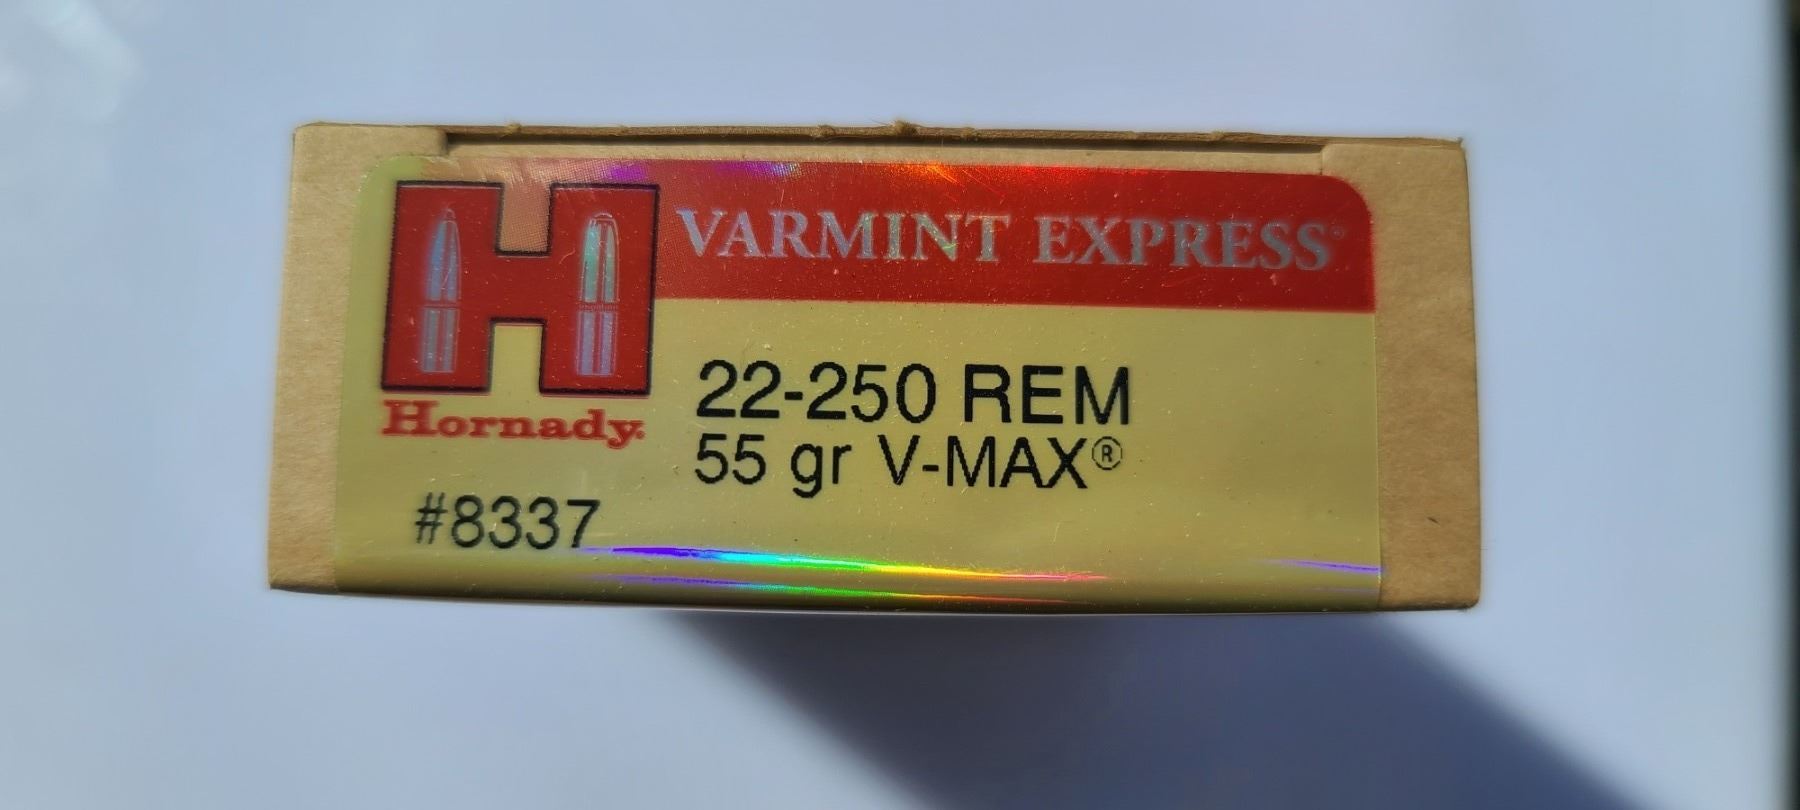 VARMINT EXPRESS®
Hornady.
22-250 REM
55 gr V-MAX®
#8337